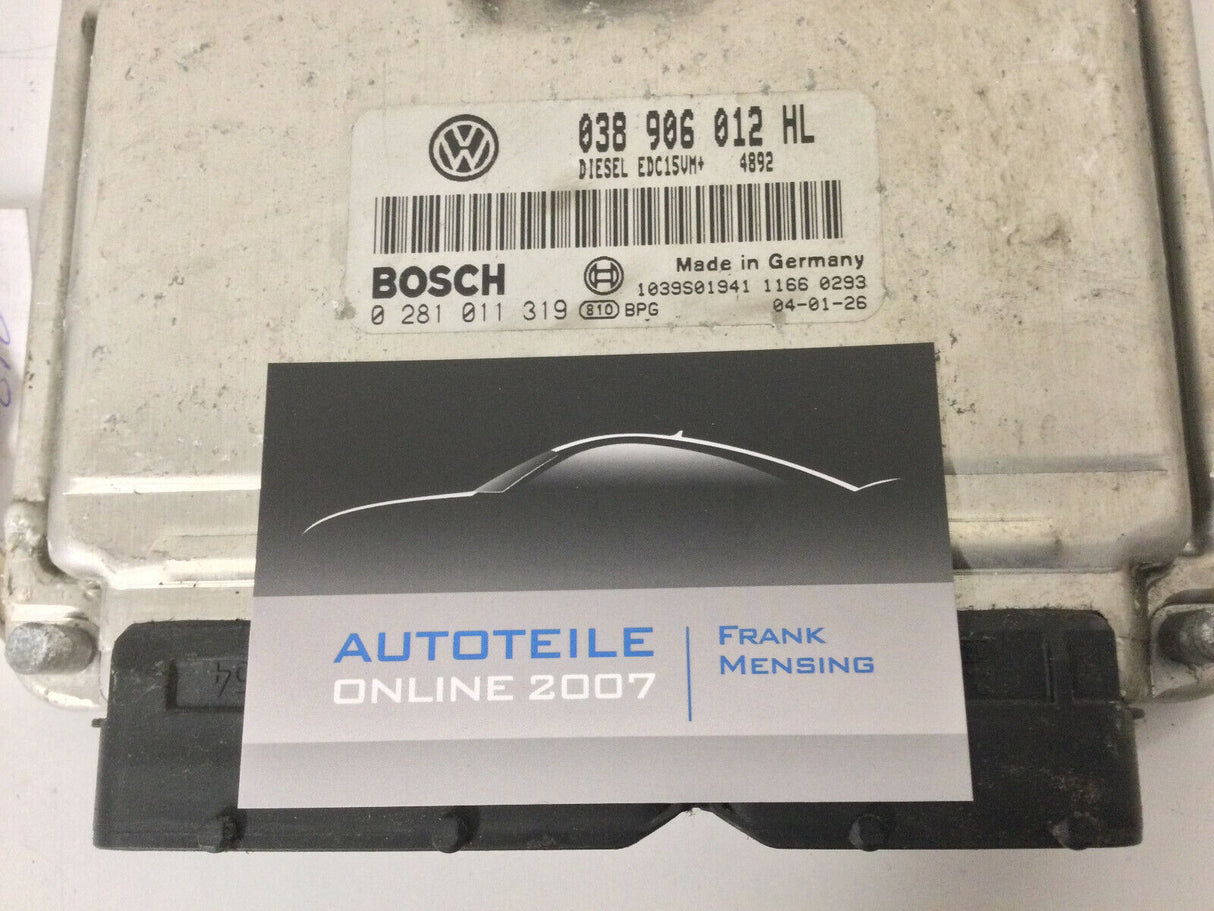 038 906 012 HL
DIESEL EDC15VM+ 4892
BOSCH
Made in Germany
1039S01941 1166 0293
0 281 011 319 810 BPG 04-01-26
AUTOTEILE
ONLINE 2007
FRANK
MENSING